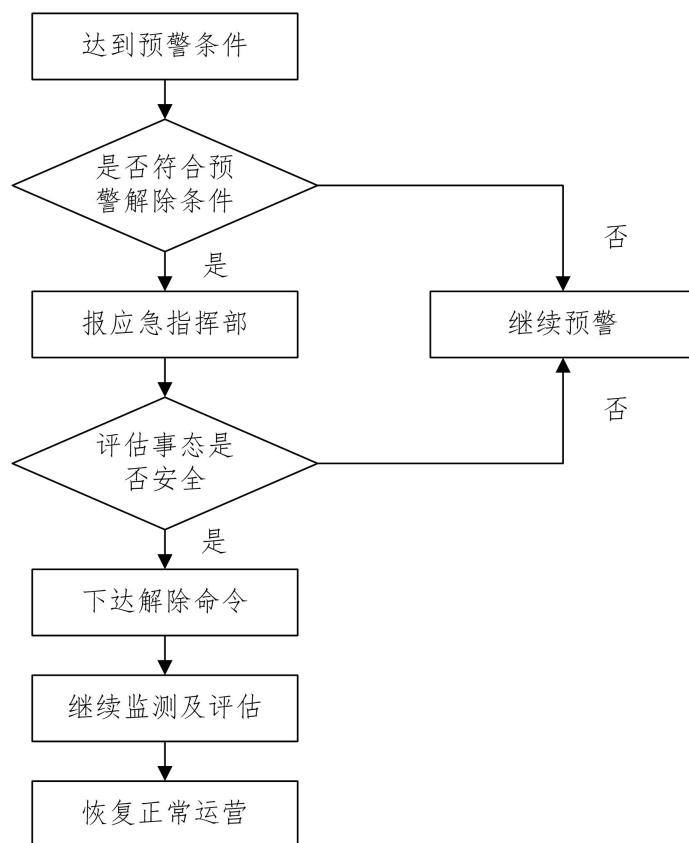 达到预警条件
是否符合预
警解除条件
否
是
报应急指挥部
继续预警
否
评估事态是
否安全
是
下达解除命令
继续监测及评估
恢复正常运营